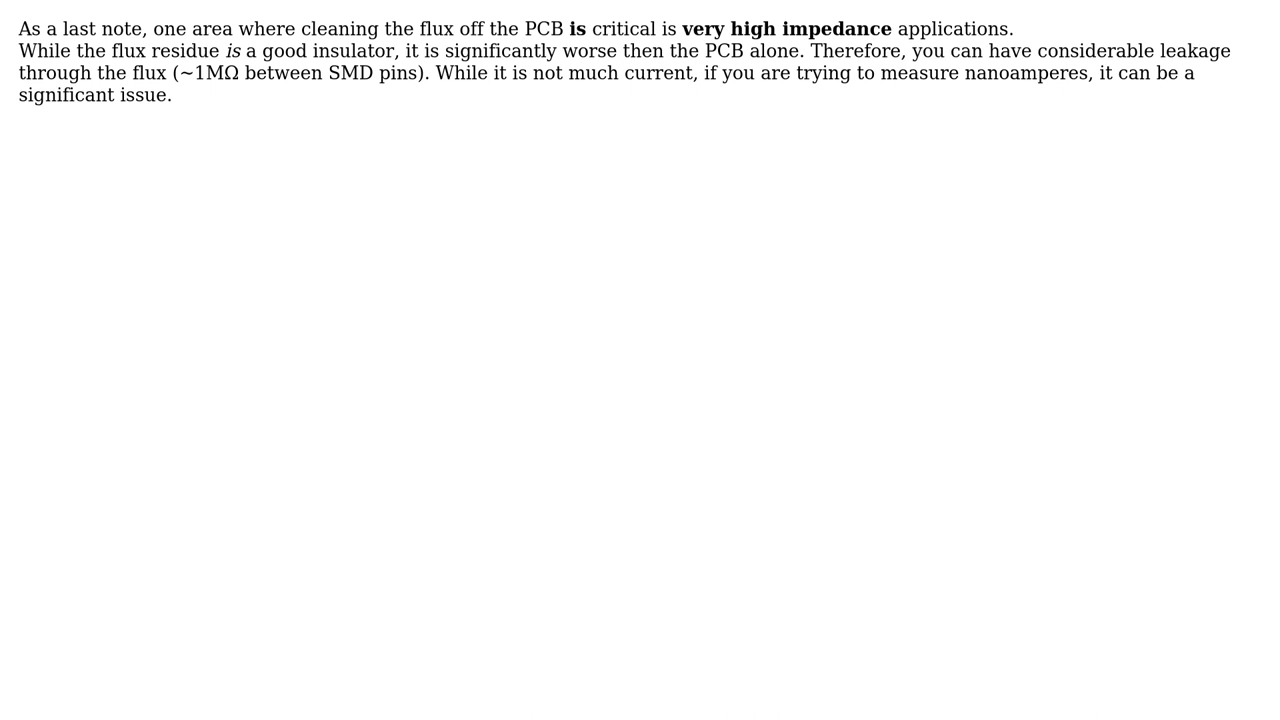 As a last note, one area where cleaning the flux off the PCB is critical is very high impedance applications.
While the flux residue is a good insulator, it is significantly worse then the PCB alone. Therefore, you can have considerable leakage
through the flux (~1MΩ between SMD pins). While it is not much current, if you are trying to measure nanoamperes, it can be a
significant issue.